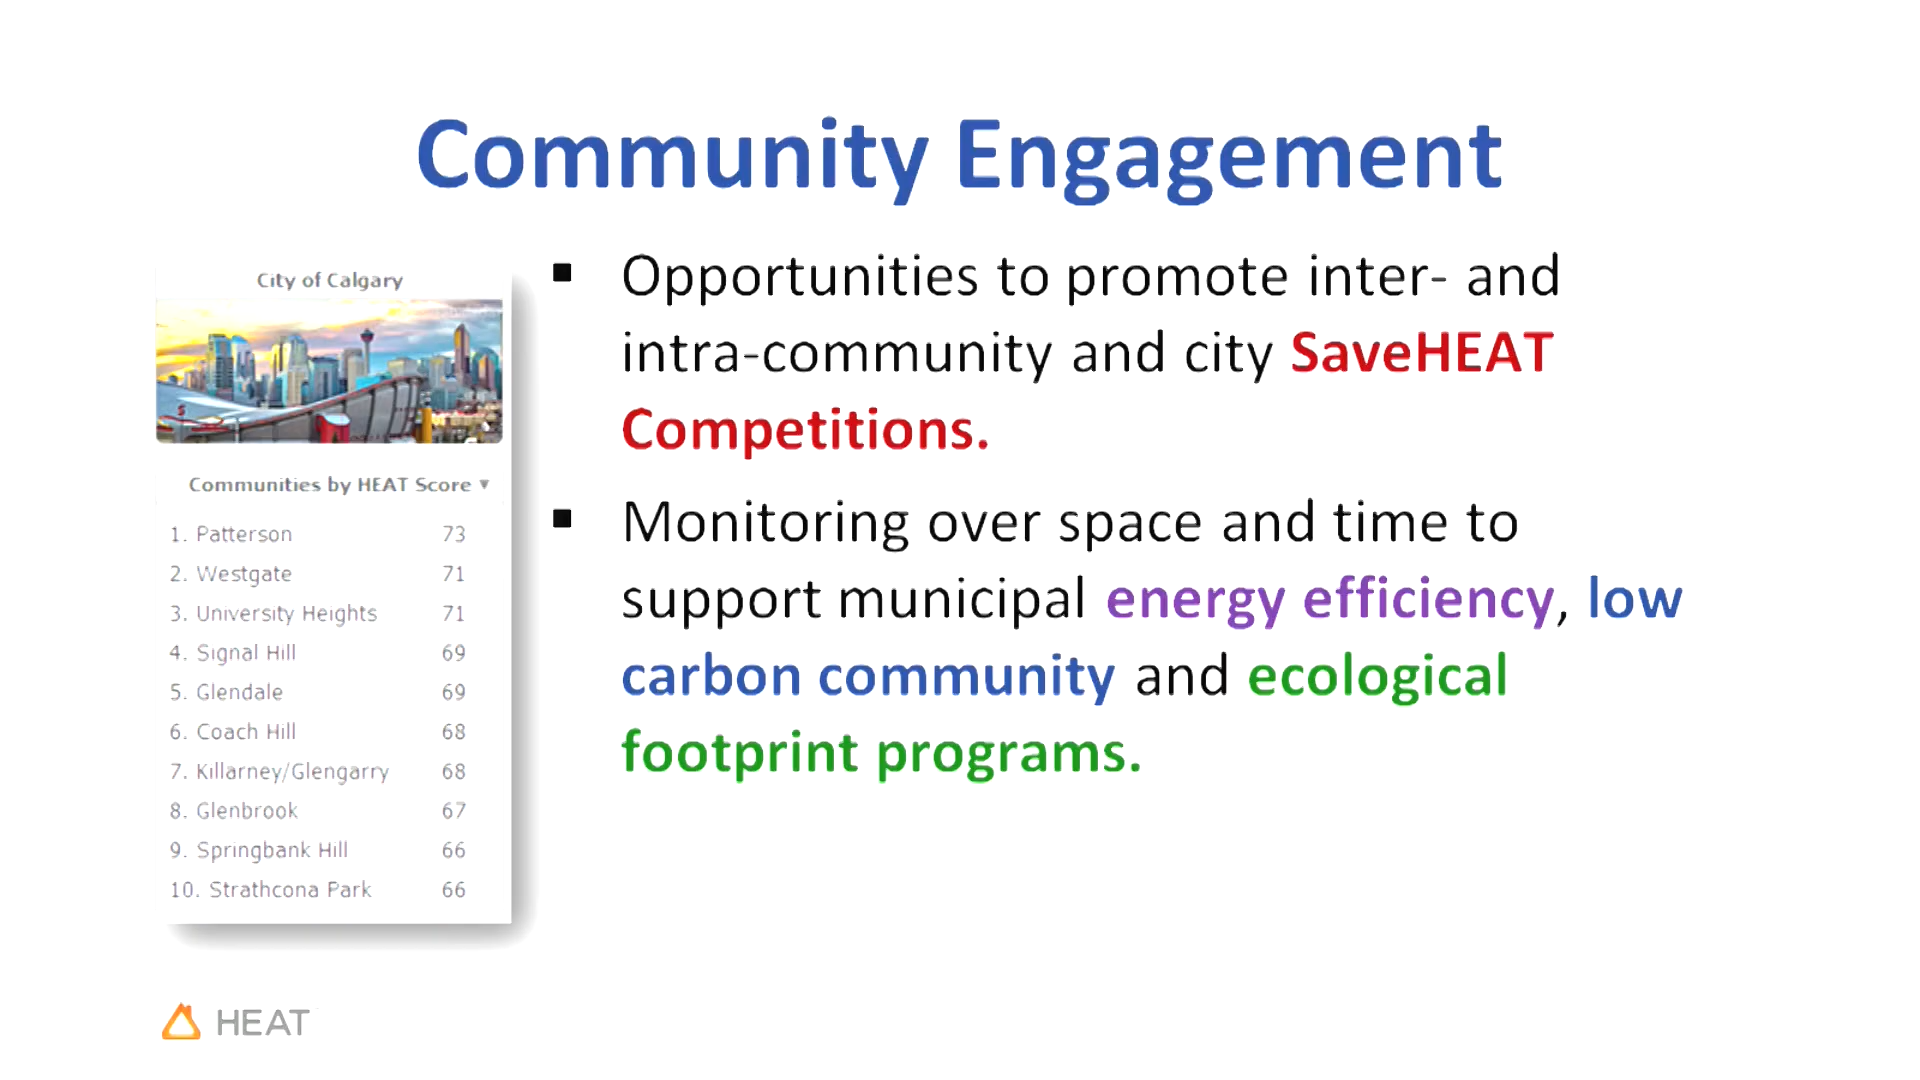 Community Engagement
City of Calgary
Communities by HEAT Score ▼
1. Patterson 73
2. Westgate 71
3. University Heights 71
4. Signal Hill 69
5. Glendale 69
6. Coach Hill 68
7. Killarney/Glengarry 68
8. Glenbrook 67
9. Springbank Hill 66
10. Strathcona Park 66
▪ Opportunities to promote inter- and
intra-community and city SaveHEAT
Competitions.
▪ Monitoring over space and time to
support municipal energy efficiency, low
carbon community and ecological
footprint programs.
HEAT